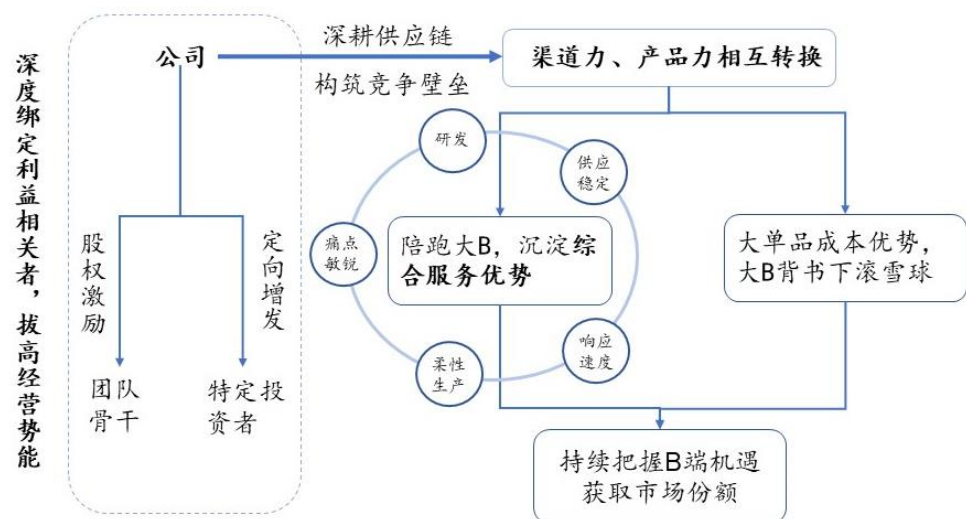 深度绑定利益相关者，拔高经营势能
公司
股权激励
定向增发
团队
骨干
特定投
资者
深耕供应链
构筑竞争壁垒
渠道力、产品力相互转换
研发
供应
稳定
痛点
敏锐
陪跑大B，沉淀综
合服务优势
柔性
生产
响应
速度
大单品成本优势，
大B背书下滚雪球
持续把握B端机遇
获取市场份额